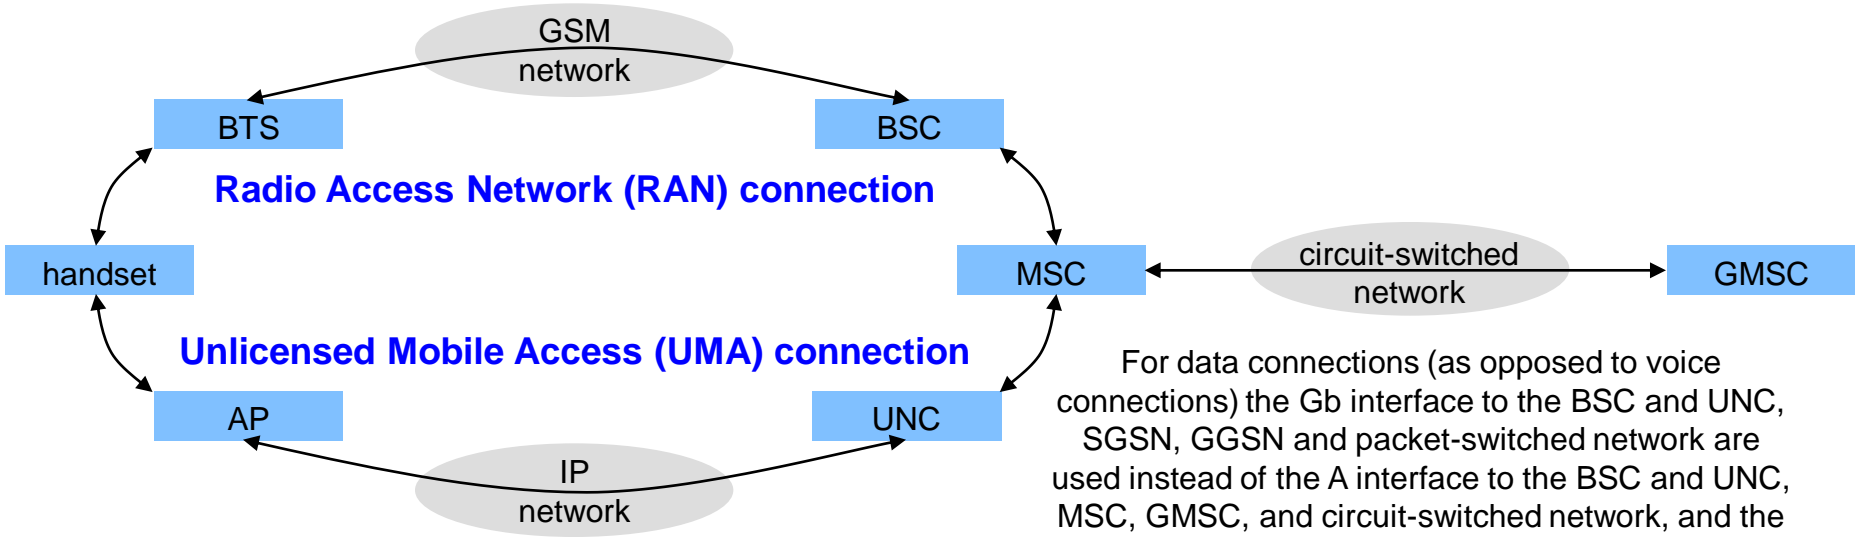 GSM
network
BTS
BSC
Radio Access Network (RAN) connection
handset
MSC
circuit-switched
network
GMSC
Unlicensed Mobile Access (UMA) connection
AP
UNC
IP
network
For data connections (as opposed to voice
connections) the Gb interface to the BSC and UNC,
SGSN, GGSN and packet-switched network are
used instead of the A interface to the BSC and UNC,
MSC, GMSC, and circuit-switched network, and the